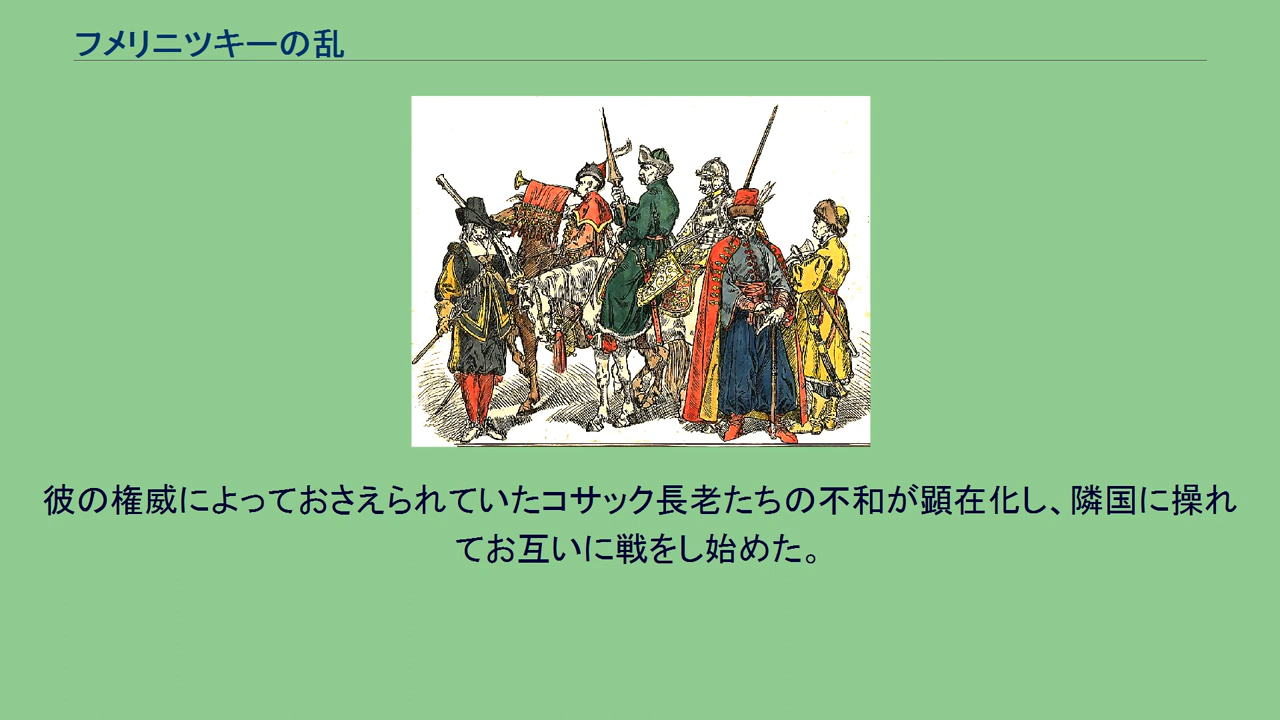 フメリニツキーの乱
彼の権威によっておさえられていたコサック長老たちの不和が顕在化し、隣国に操れ
てお互いに戦をし始めた。